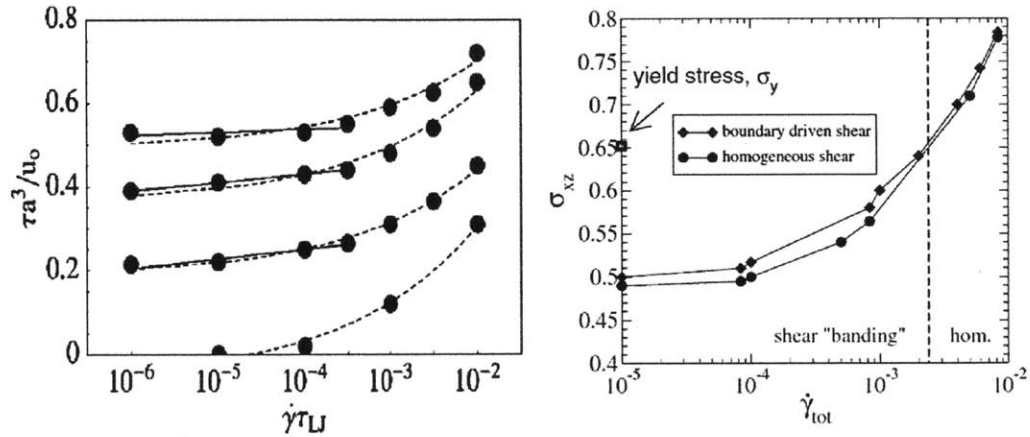 0.8
0.6
0.4
0.2
0
10⁻⁶ 10⁻⁵ 10⁻⁴ 10⁻³ 10⁻²
τa³/u₀
γ̇τ_LJ
0.8
0.75
0.7
0.65
0.6
0.55
0.5
0.45
0.4
σ_xz
yield stress, σ_y
boundary driven shear
homogeneous shear
shear "banding"
hom.
10⁻⁵ 10⁻⁴ 10⁻³ 10⁻²
γ̇_tot